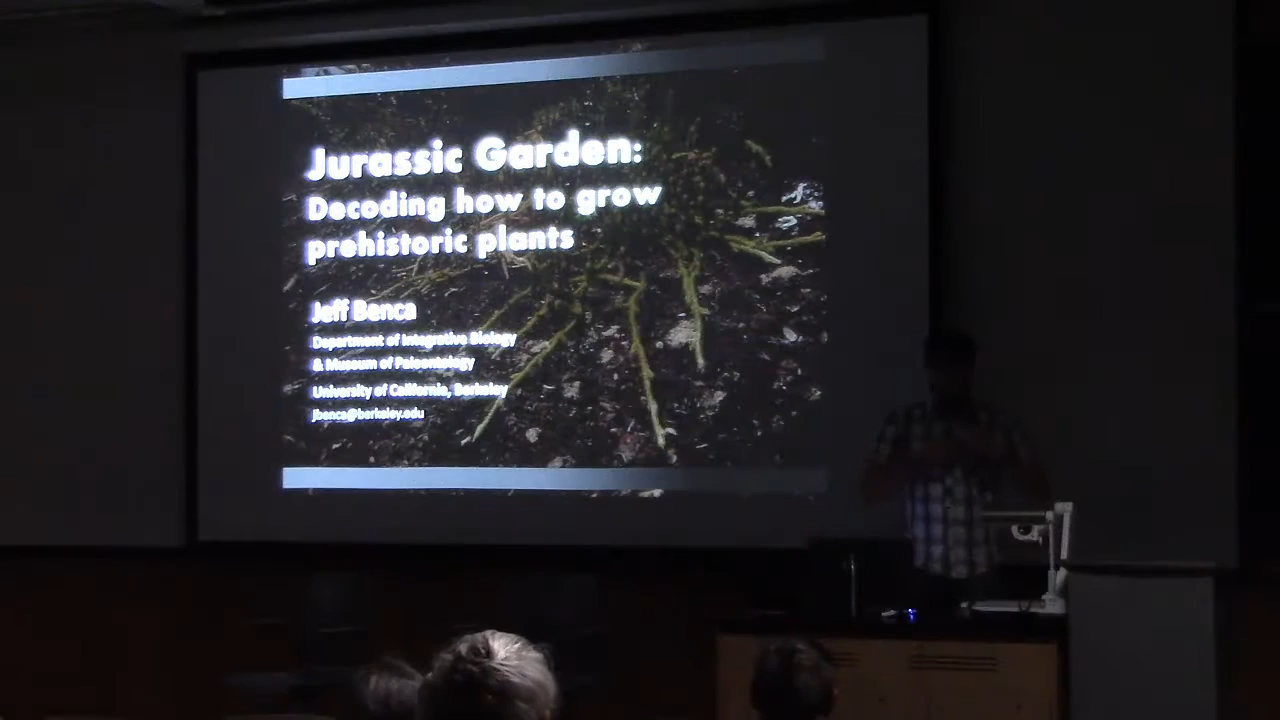 Jurassic Garden:
Decoding how to grow
prehistoric plants
Jeff Benca
Department of Integrative Biology
& Museum of Paleontology
University of California, Berkeley
jbenca@berkeley.edu